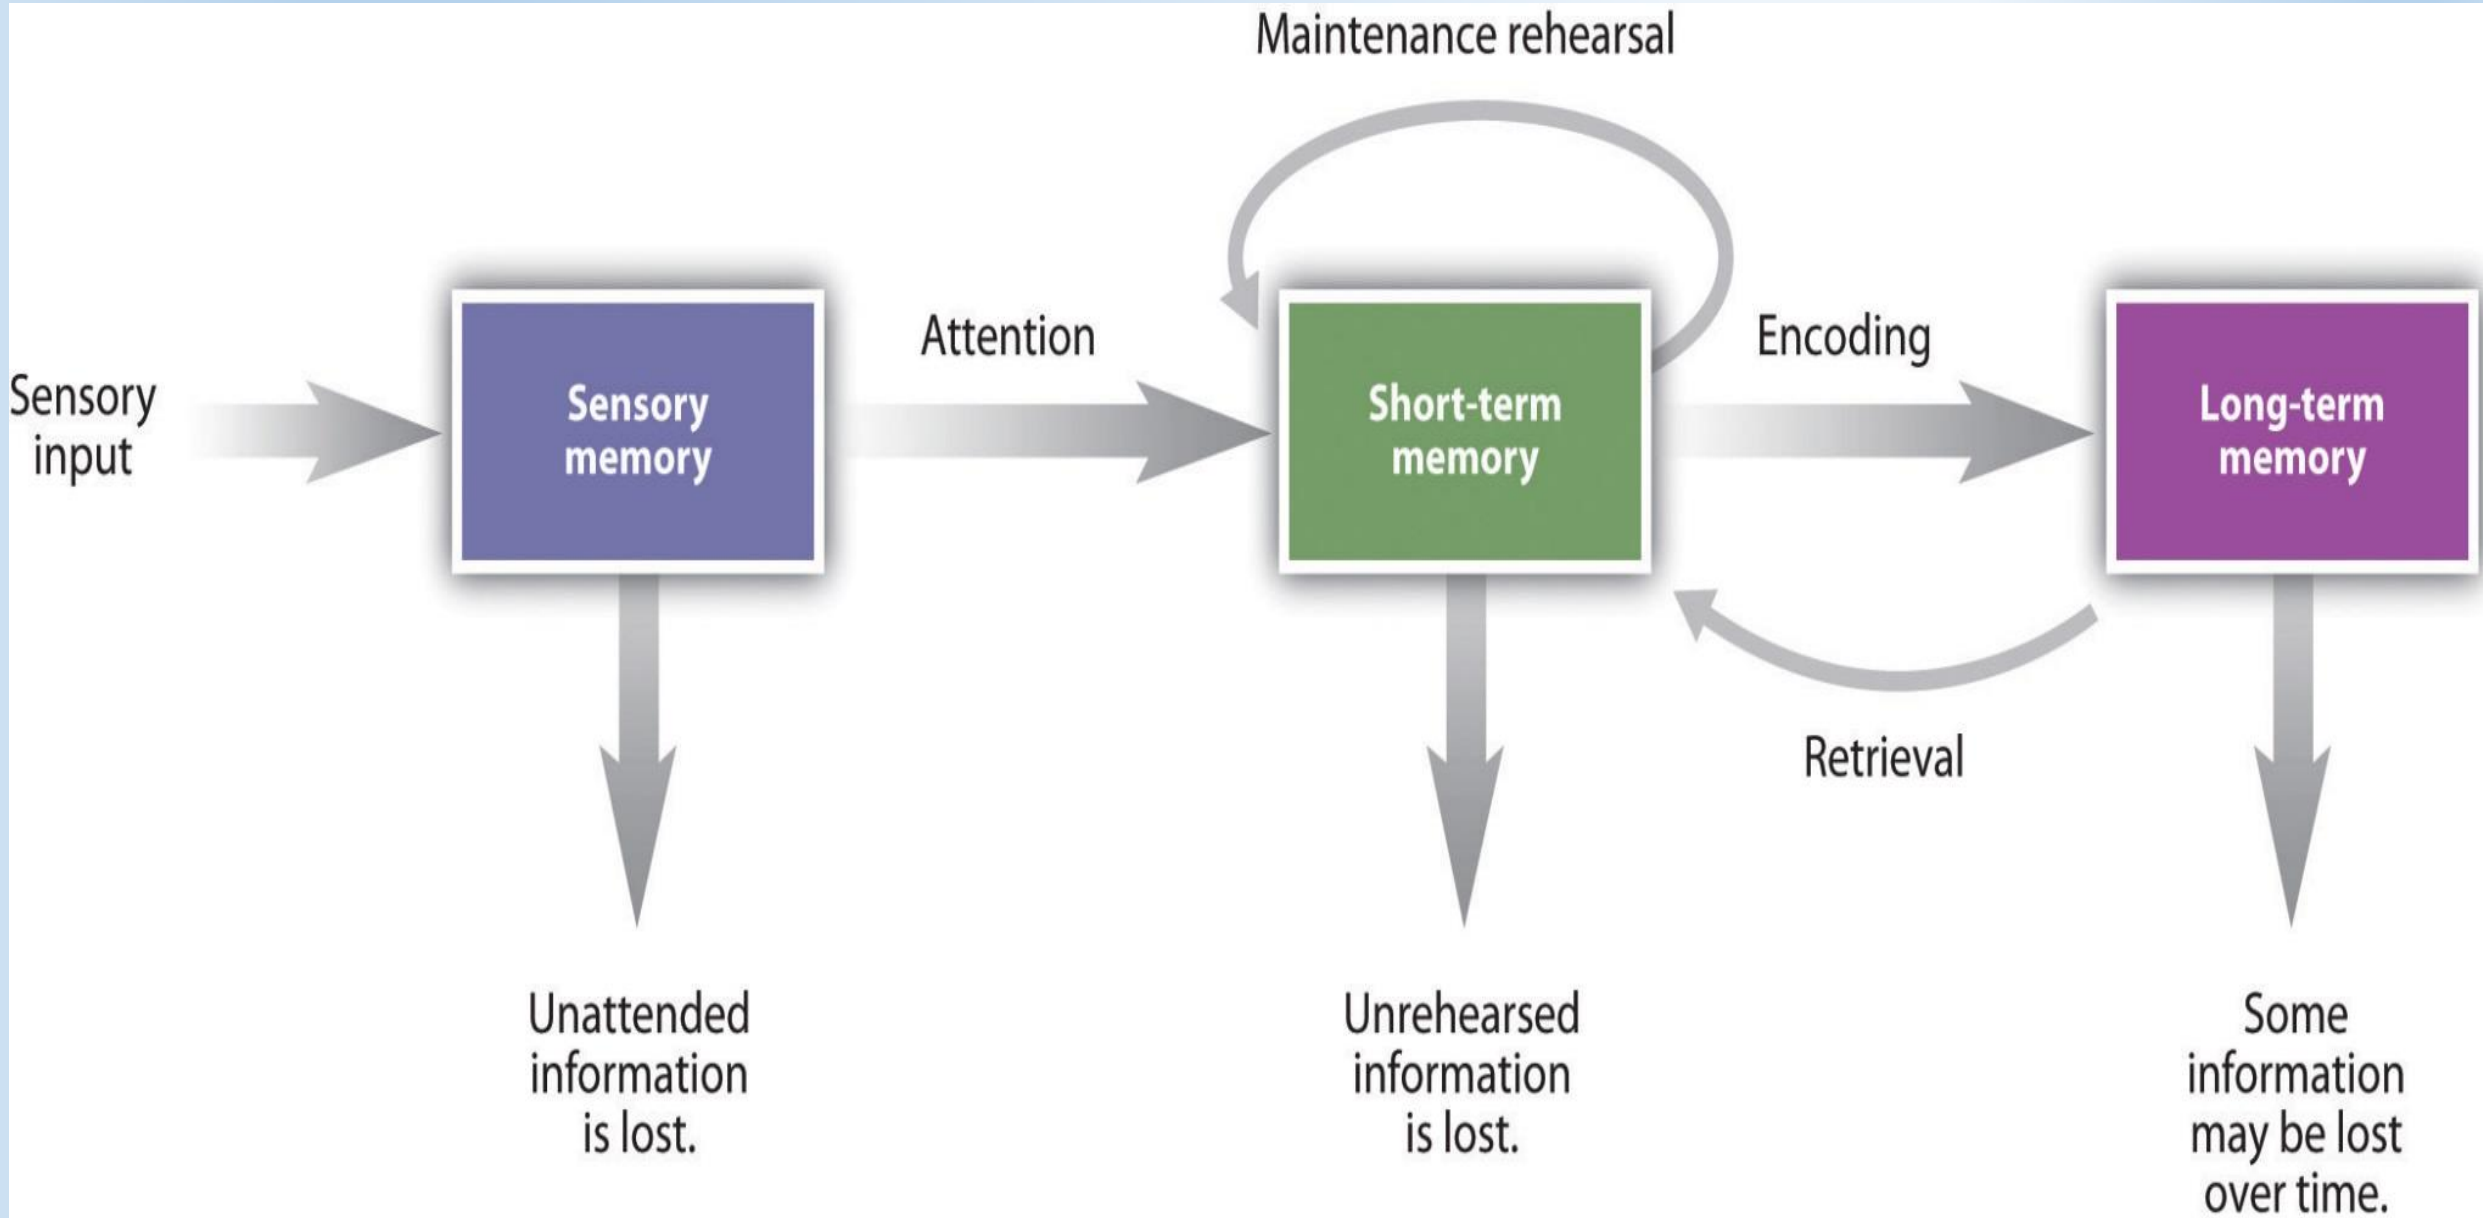 Maintenance rehearsal
Sensory
input
Sensory
memory
Attention
Short-term
memory
Encoding
Long-term
memory
Retrieval
Unattended
information
is lost.
Unrehearsed
information
is lost.
Some
information
may be lost
over time.